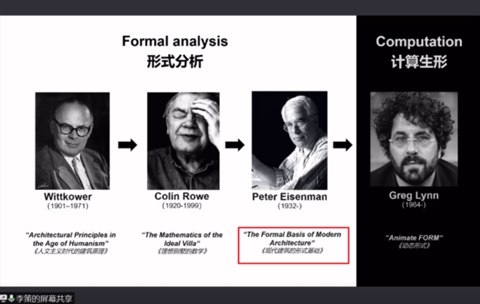 Formal analysis
形式分析
Computation
计算生形
Wittkower
(1901–1971)
Colin Rowe
(1920-1999)
Peter Eisenman
(1932-)
Greg Lynn
(1964-)
"Architectural Principles in
the Age of Humanism"
《人文主义时代的建筑原理》
"The Mathematics of the
Ideal Villa"
《理想别墅的数学》
"The Formal Basis of Modern
Architecture"
《现代建筑的形式基础》
"Animate FORM"
《动态形式》
李策的屏幕共享